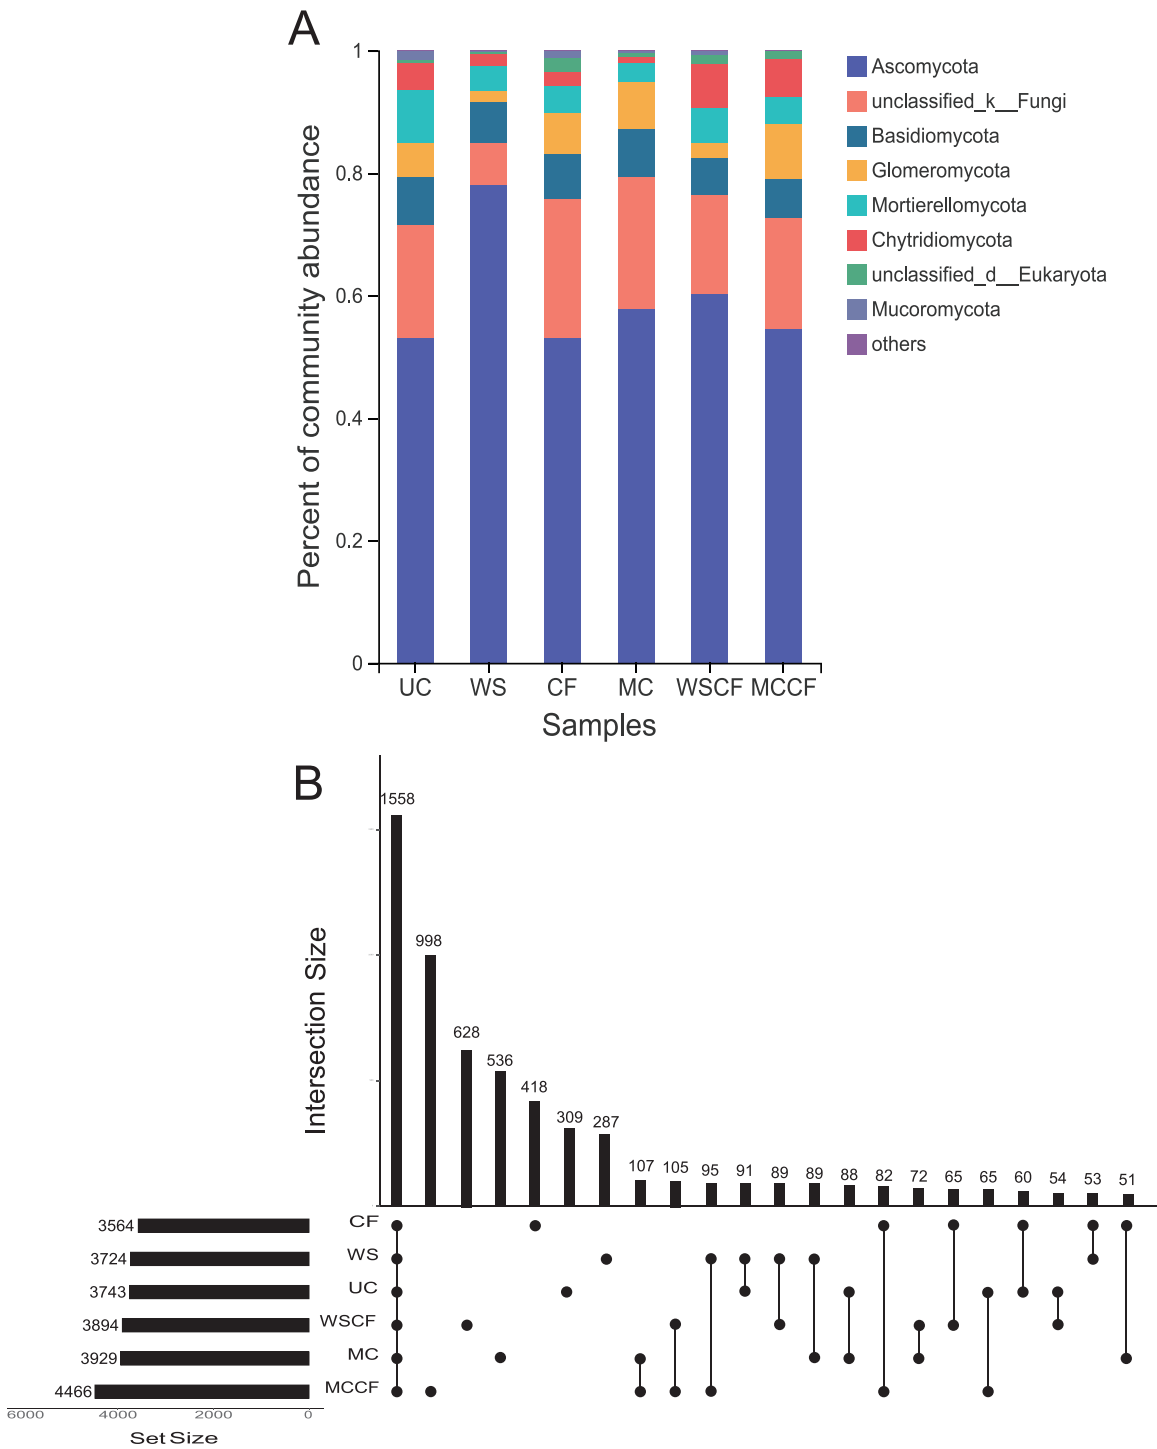 A
Percent of community abundance
1
0.8
0.6
0.4
0.2
0
UC WS CF MC WSCF MCCF
Samples
Ascomycota
unclassified_k__Fungi
Basidiomycota
Glomeromycota
Mortierellomycota
Chytridiomycota
unclassified_d__Eukaryota
Mucoromycota
others
B
Intersection Size
1558
998
628
536
418
309
287
107 105 95 91 89 89 88 82 72 65 65 60 54 53 51
3564 CF
3724 WS
3743 UC
3894 WSCF
3929 MC
4466 MCCF
6000 4000 2000 0
Set Size